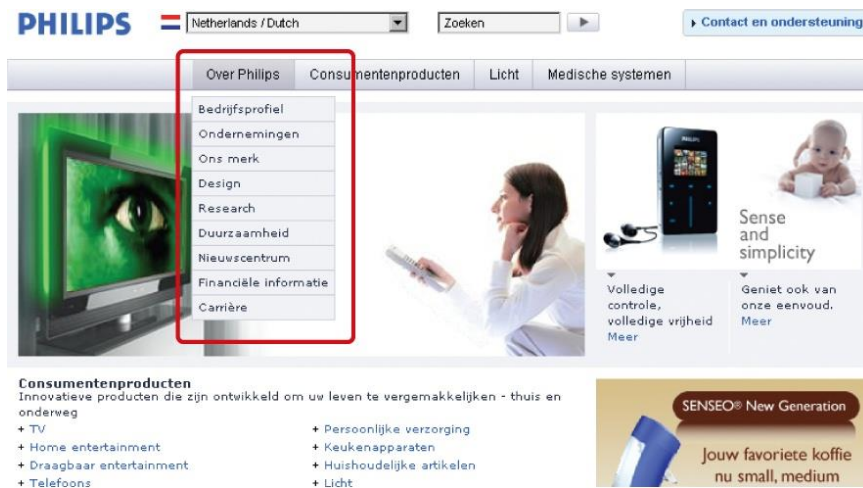 PHILIPS
Netherlands / Dutch
Zoeken
Contact en ondersteuning
Over Philips
Consumentenproducten
Licht
Medische systemen
Bedrijfsprofiel
Ondernemingen
Ons merk
Design
Research
Duurzaamheid
Nieuwscentrum
Financiële informatie
Carrière
PHILIPS
Sense
and
simplicity
Volledige
controle,
volledige vrijheid
Meer
Geniet ook van
onze eenvoud.
Meer
Consumentenproducten
Innovatieve producten die zijn ontwikkeld om uw leven te vergemakkelijken - thuis en
onderweg
+ TV
+ Home entertainment
+ Draagbaar entertainment
+ Telefoons
+ Persoonlijke verzorging
+ Keukenapparaten
+ Huishoudelijke artikelen
+ Licht
SENSEO® New Generation
Jouw favoriete koffie
nu small, medium